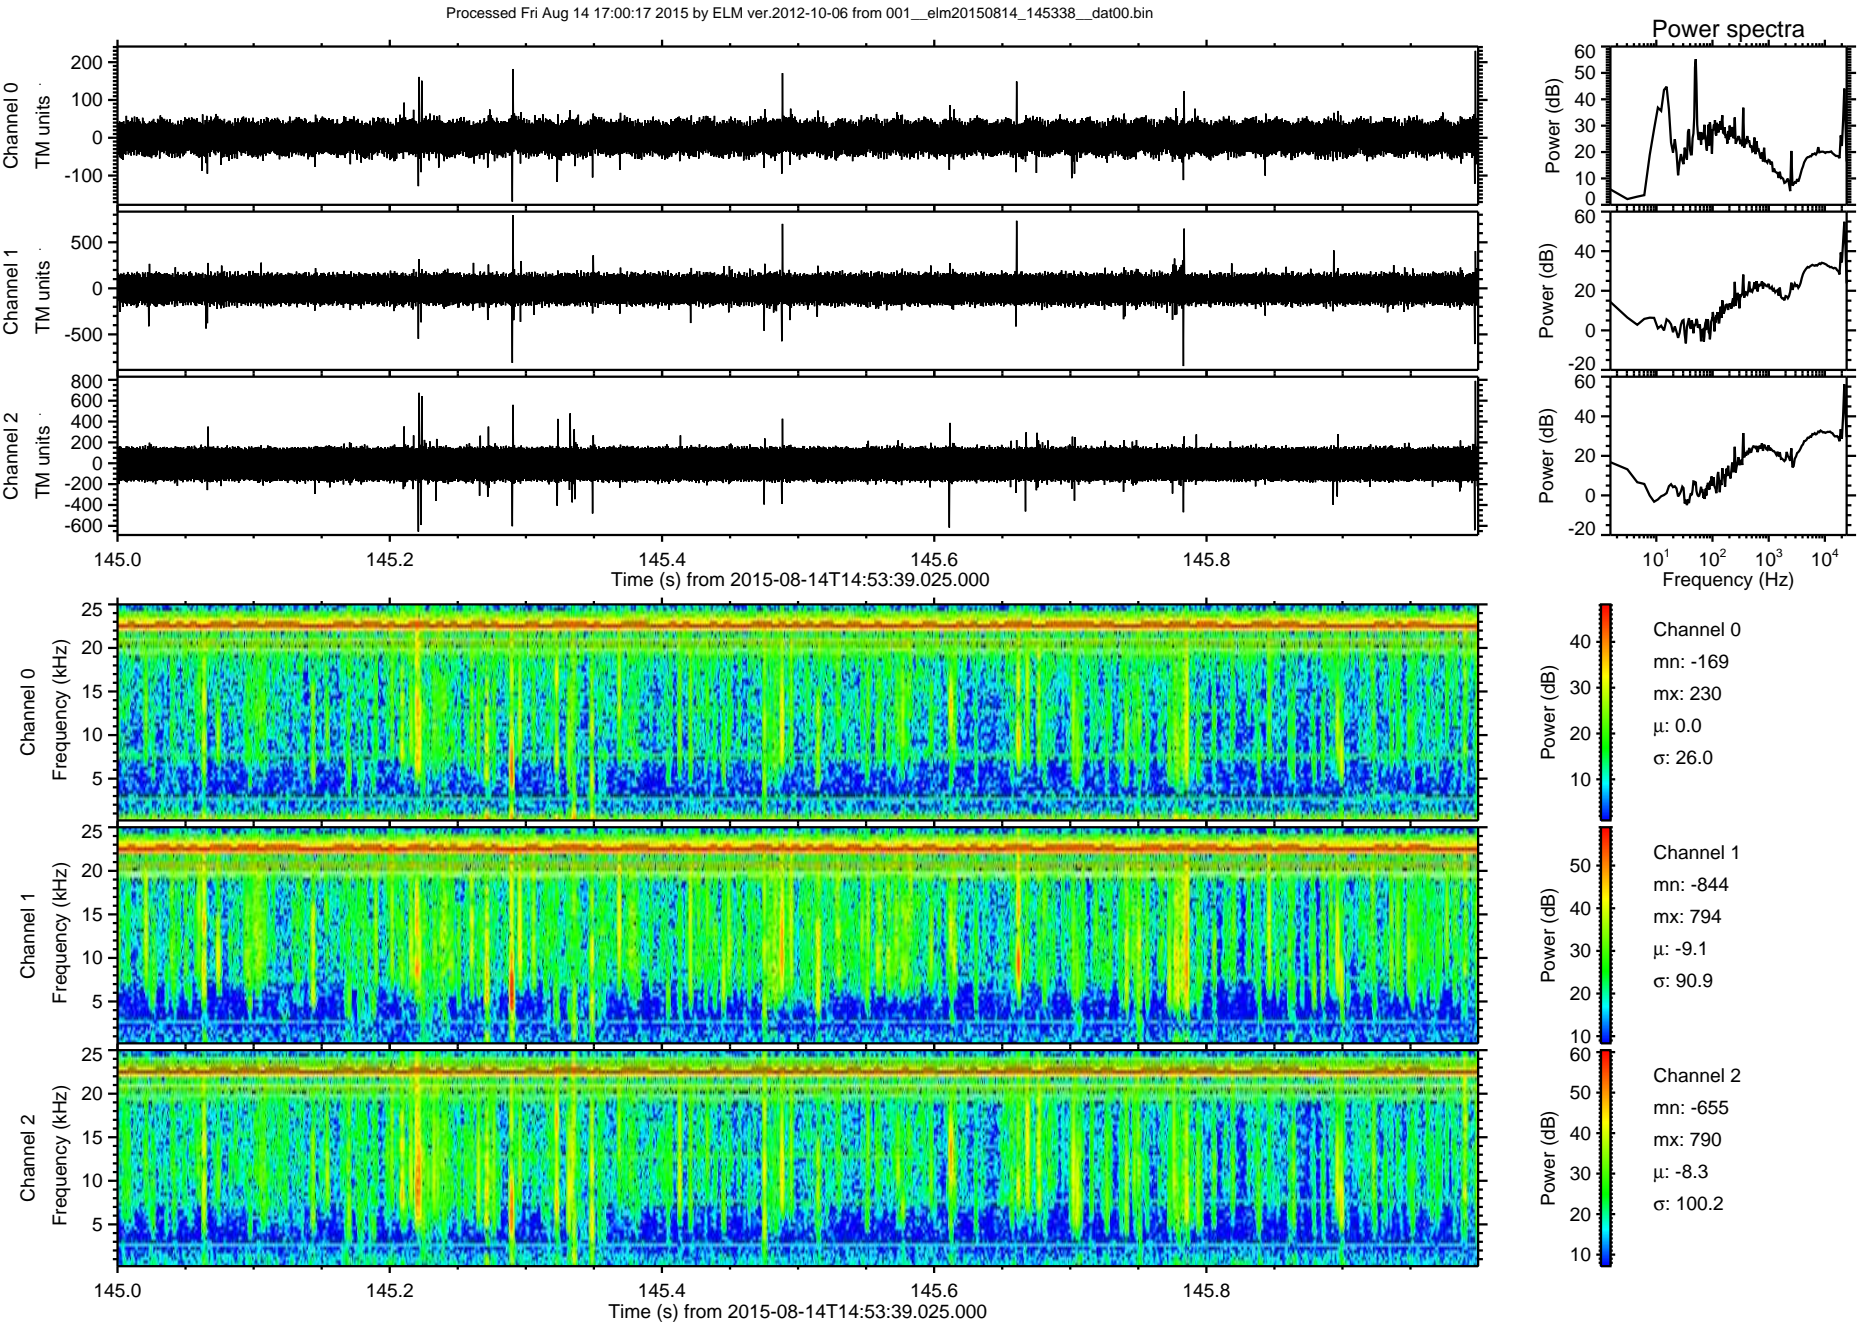 Processed Fri Aug 14 17:00:17 2015 by ELM ver.2012-10-06 from 001__elm20150814_145338__dat00.bin
Power spectra
Channel 0
TM units
200
100
0
-100
Power (dB)
60
50
40
30
20
10
0
Channel 1
TM units
500
0
-500
Power (dB)
60
40
20
0
-20
Channel 2
TM units
800
600
400
200
0
-200
-400
-600
Power (dB)
60
40
20
0
-20
145.0 145.2 145.4 145.6 145.8
Time (s) from 2015-08-14T14:53:39.025.000
10^1 10^2 10^3 10^4
Frequency (Hz)
Channel 0
Frequency (kHz)
25
20
15
10
5
Power (dB)
40
30
20
10
Channel 0
mn: -169
mx: 230
µ: 0.0
σ: 26.0
Channel 1
Frequency (kHz)
25
20
15
10
5
Power (dB)
50
40
30
20
10
Channel 1
mn: -844
mx: 794
µ: -9.1
σ: 90.9
Channel 2
Frequency (kHz)
25
20
15
10
5
Power (dB)
60
50
40
30
20
10
Channel 2
mn: -655
mx: 790
µ: -8.3
σ: 100.2
145.0 145.2 145.4 145.6 145.8
Time (s) from 2015-08-14T14:53:39.025.000